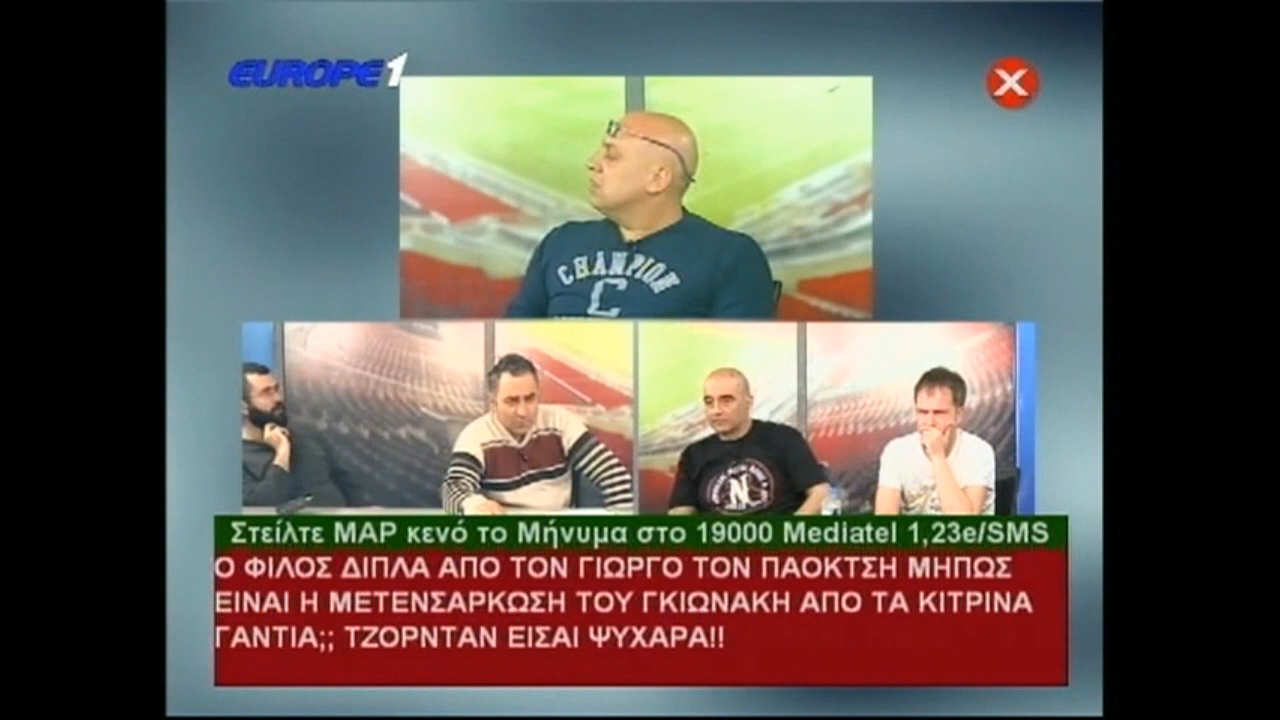 EUROPE1
X
CHAMPION
C
N
Στείλτε ΜΑΡ κενό το Μήνυμα στο 19000 Mediatel 1,23e/SMS
Ο ΦΙΛΟΣ ΔΙΠΛΑ ΑΠΟ ΤΟΝ ΓΙΩΡΓΟ ΤΟΝ ΠΑΟΚΤΣΗ ΜΗΠΩΣ
ΕΙΝΑΙ Η ΜΕΤΕΝΣΑΡΚΩΣΗ ΤΟΥ ΓΚΙΩΝΑΚΗ ΑΠΟ ΤΑ ΚΙΤΡΙΝΑ
ΓΑΝΤΙΑ;; ΤΖΟΡΝΤΑΝ ΕΙΣΑΙ ΨΥΧΑΡΑ!!